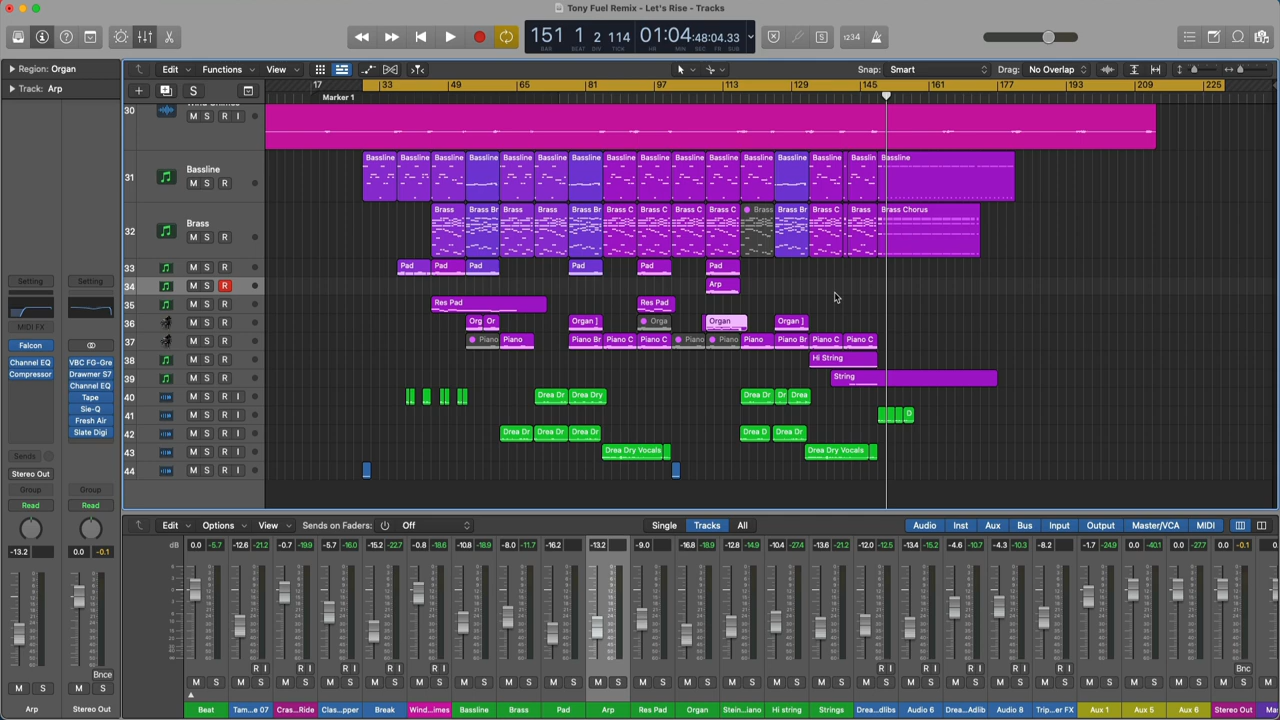 Tony Fuel Remix - Let's Rise - Tracks
151 1 2 114 01:04:48:04.33
BAR BEAT DIV TICK HR MIN SEC FR SUB
1234
Region: Organ
Track: Arp
Edit Functions View Snap: Smart Drag: No Overlap
17 33 49 65 81 97 113 129 145 161 177 193 209 225
Marker 1
30 M S R I
31 Bassline M S R
Bassline Bassline Bassline Bassline Bassline Bassline Bassline Bassline Bassline Bassline Bassline Bassline Bassline Bassline Basslin Bassline
32 Brass M S R
Brass Brass Br Brass Brass Brass Br Brass C Brass C Brass C Brass C Brass Brass Br Brass C Brass Brass Chorus
33 M S R Pad Pad Pad Pad Pad Pad
34 M S R Arp
35 M S R Res Pad Res Pad
36 M S R Org Or Organ ] Orga Organ Organ ]
37 M S R Piano Piano Piano Br Piano C Piano C Piano Piano Piano Piano Br Piano C Piano C
38 M S R Hi String
39 M S R String
40 M S R I Drea Dr Drea Dry Drea Dr Dr Drea
41 M S R I D
42 M S R I Drea Dr Drea Dr Drea D Drea D Drea Dr
43 M S R I Drea Dry Vocals Drea Dry Vocals
44 M S R I
Setting Setting
MIDI FX
Falcon
Channel EQ VBC FG-Gre
Compressor Drawmer S7
Channel EQ
Tape
Sie-Q
Fresh Air
Slate Digi
Sends
Stereo Out
Group Group
Read Read
-13.2 0.0 -0.1
Bnce
M S M S
Arp Stereo Out
Edit Options View Sends on Faders: Off Single Tracks All Audio Inst Aux Bus Input Output Master/VCA MIDI
dB 0.0 -5.7 -12.6 -21.2 -0.7 -19.9 -5.7 -16.0 -15.2 -22.7 -0.8 -18.6 -10.8 -18.9 -8.0 -11.7 -16.2 -13.2 -9.0 -16.8 -18.9 -12.8 -14.9 -10.4 -27.4 -13.6 -21.2 -12.0 -12.5 -13.4 -15.2 -4.6 -10.7 -4.3 -10.3 -8.2 -1.7 -24.9 0.0 -40.1 0.0 -27.7 0.0 -0.1 0.0
R I R I R I R I R I R I Bnc
M S M S M S M S M S M S M S M S M S M S M S M S M S M S M S M S M S M S M S M S M S M S M S M S M
Beat Tam...e 07 Cras...Ride Clas...pper Break Wind...imes Bassline Brass Pad Arp Res Pad Organ Stein...iano Hi string Strings Drea...dlibs Audio 6 Drea...Adlib Audio 8 Trip...er FX Aux 1 Aux 5 Aux 6 Stereo Out